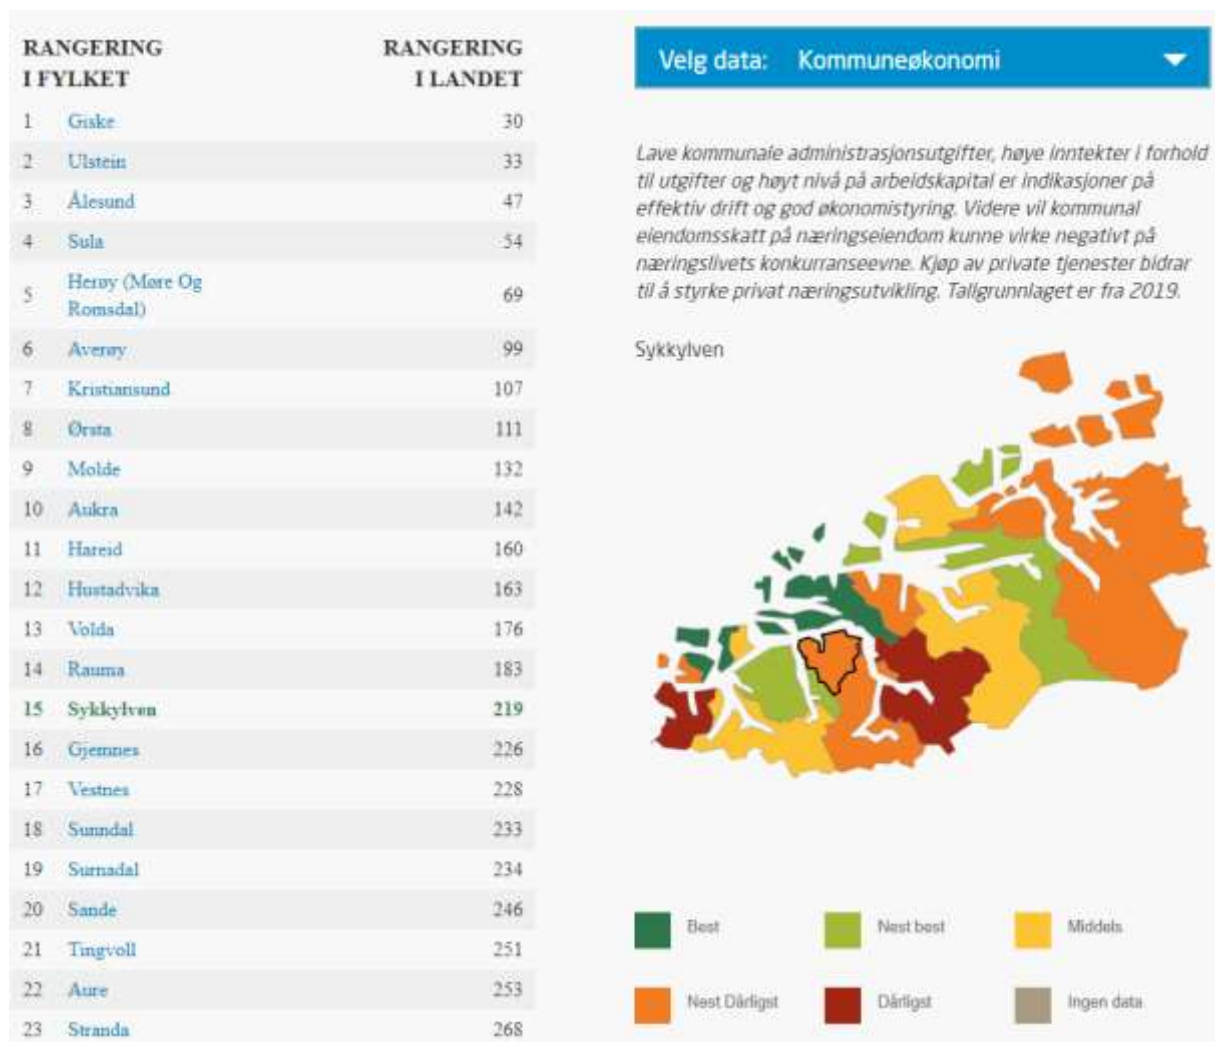 RANGERING RANGERING
I FYLKET I LANDET
1 Giske 30
2 Ulstein 33
3 Ålesund 47
4 Sula 54
5 Herøy (Møre Og
Romsdal) 69
6 Averøy 99
7 Kristiansund 107
8 Ørsta 111
9 Molde 132
10 Aukra 142
11 Hareid 160
12 Hustadvika 163
13 Volda 176
14 Rauma 183
15 Sykkylven 219
16 Gjemnes 226
17 Vestnes 228
18 Sunndal 233
19 Surnadal 234
20 Sande 246
21 Tingvoll 251
22 Aure 253
23 Stranda 268
Velg data: Kommuneøkonomi
Lave kommunale administrasjonsutgifter, høye inntekter i forhold
til utgifter og høyt nivå på arbeidskapital er indikasjoner på
effektiv drift og god økonomistyring. Videre vil kommunal
eiendomsskatt på næringseiendom kunne virke negativt på
næringslivets konkurranseevne. Kjøp av private tjenester bidrar
til å styrke privat næringsutvikling. Tallgrunnlaget er fra 2019.
Sykkylven
Best Nest best Middels
Nest Dårligst Dårligst Ingen data